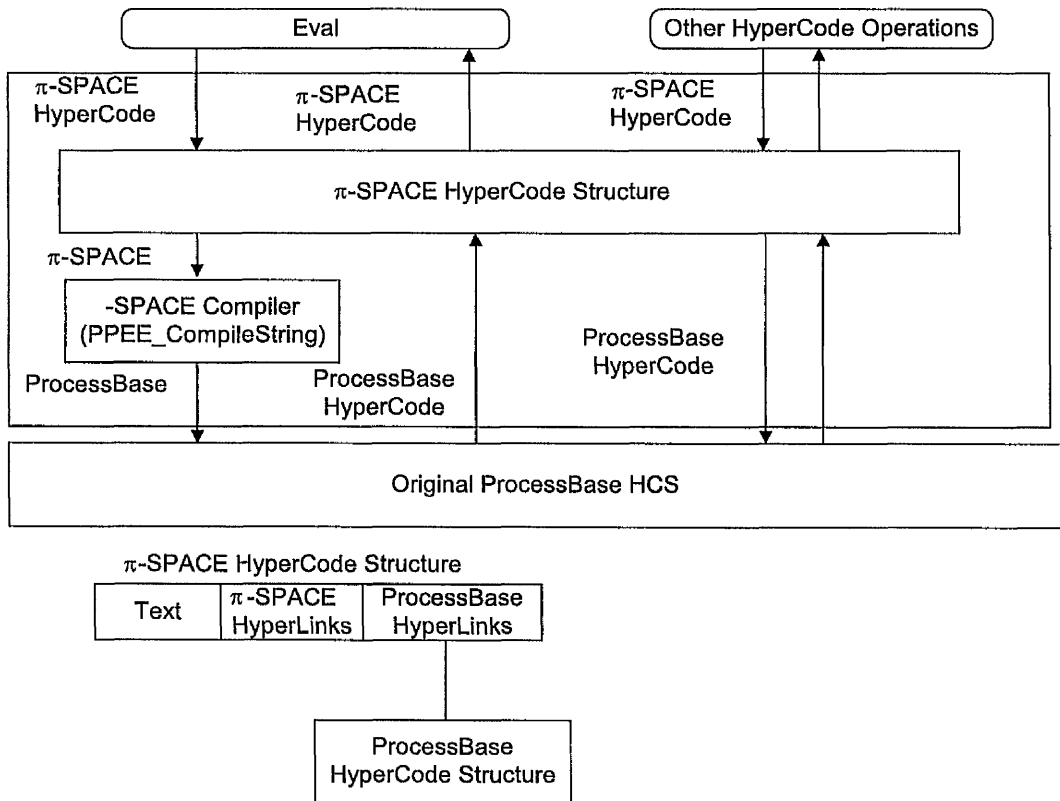 Eval
Other HyperCode Operations
π-SPACE
HyperCode
π-SPACE
HyperCode
π-SPACE
HyperCode
π-SPACE HyperCode Structure
π-SPACE
-SPACE Compiler
(PPEE_CompileString)
ProcessBase
ProcessBase
HyperCode
ProcessBase
HyperCode
Original ProcessBase HCS
π-SPACE HyperCode Structure
Text
π-SPACE
HyperLinks
ProcessBase
HyperLinks
ProcessBase
HyperCode Structure